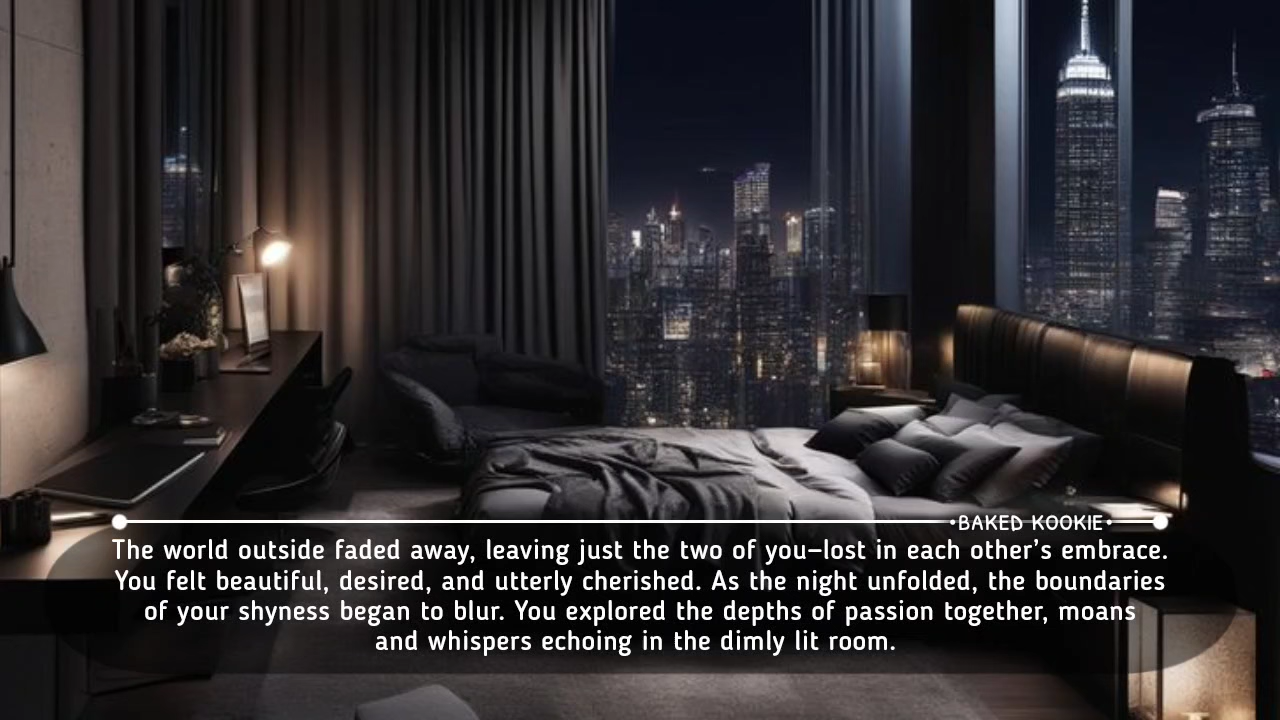 •BAKED KOOKIE•
The world outside faded away, leaving just the two of you–lost in each other's embrace.
You felt beautiful, desired, and utterly cherished. As the night unfolded, the boundaries
of your shyness began to blur. You explored the depths of passion together, moans
and whispers echoing in the dimly lit room.